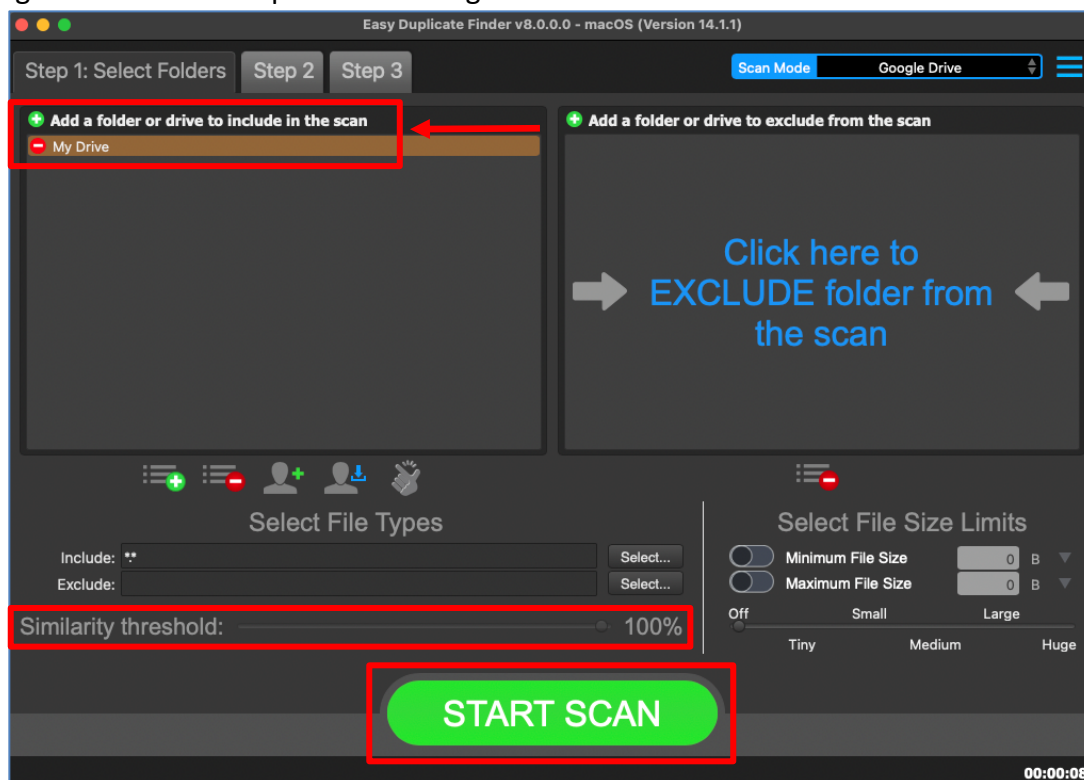 Easy Duplicate Finder v8.0.0.0 - macOS (Version 14.1.1)
Step 1: Select Folders
Step 2
Step 3
Scan Mode
Google Drive
Add a folder or drive to include in the scan
My Drive
Add a folder or drive to exclude from the scan
Click here to
EXCLUDE folder from
the scan
Select File Types
Include: *.*
Select...
Exclude:
Select...
Similarity threshold: 100%
Select File Size Limits
Minimum File Size 0 B
Maximum File Size 0 B
Off Small Large
Tiny Medium Huge
START SCAN
00:00:08